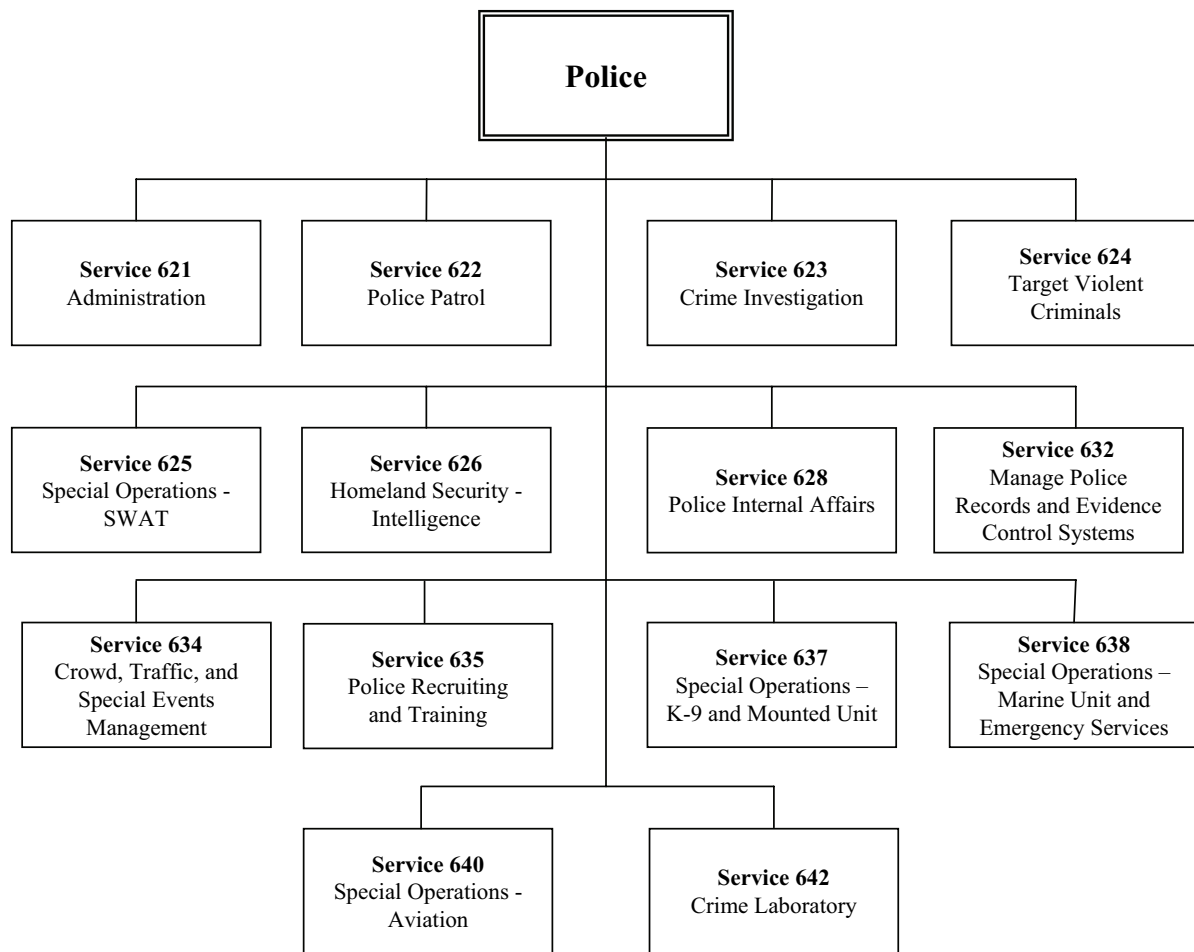 Police
Service 621
Administration
Service 622
Police Patrol
Service 623
Crime Investigation
Service 624
Target Violent
Criminals
Service 625
Special Operations -
SWAT
Service 626
Homeland Security -
Intelligence
Service 628
Police Internal Affairs
Service 632
Manage Police
Records and Evidence
Control Systems
Service 634
Crowd, Traffic, and
Special Events
Management
Service 635
Police Recruiting
and Training
Service 637
Special Operations –
K-9 and Mounted Unit
Service 638
Special Operations –
Marine Unit and
Emergency Services
Service 640
Special Operations -
Aviation
Service 642
Crime Laboratory